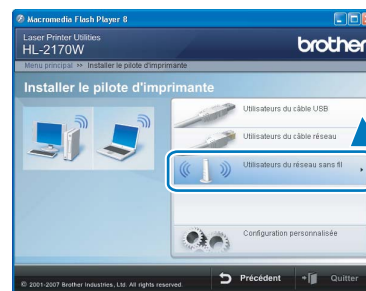 Macromedia Flash Player 8
Laser Printer Utilities
HL-2170W
brother
Menu principal ›› Installer le pilote d'imprimante
Installer le pilote d'imprimante
Utilisateurs du câble USB
Utilisateurs du câble réseau
Utilisateurs du réseau sans fil
Configuration personnalisée
© 2001-2007 Brother Industries, Ltd. All rights reserved.
Précédent
Quitter